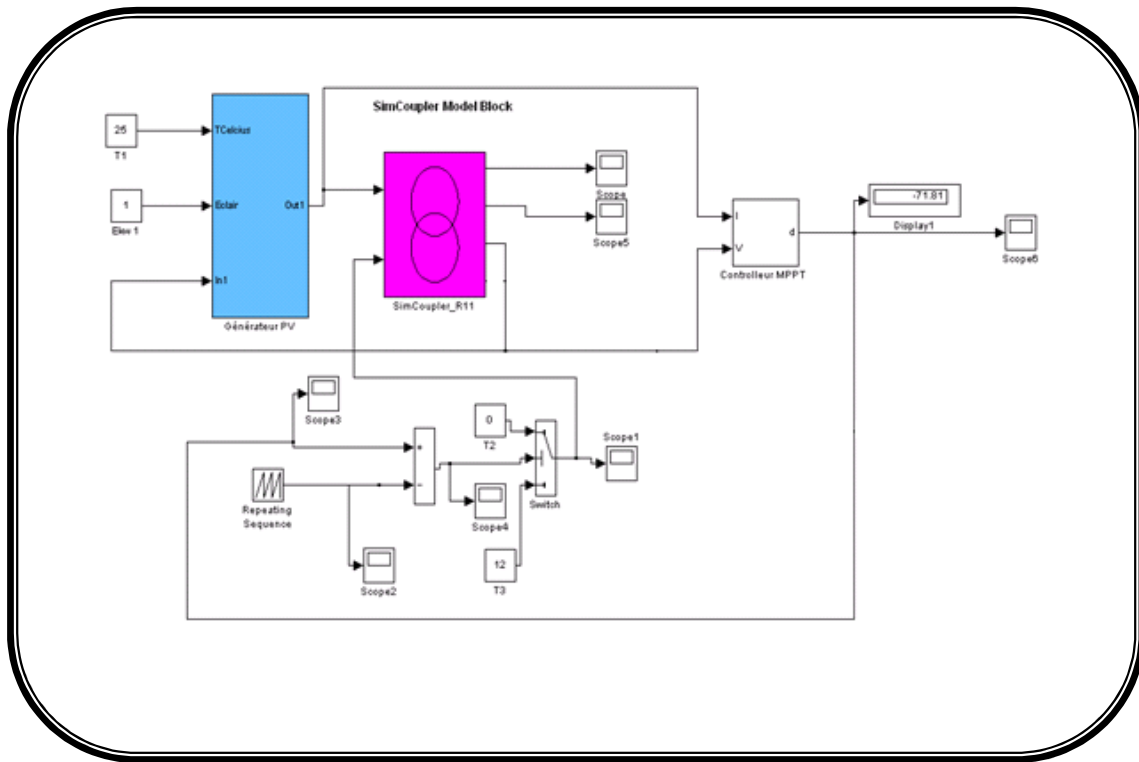 SimCoupler Model Block
25
T1
TCelcius
1
Elew 1
Eclair
Out1
In1
Générateur PV
SimCoupler_R11
Scope
Scope5
I
V
d
Controlleur MPPT
-71.81
Display1
Scope6
Scope3
+
-
Repeating
Sequence
Scope2
Scope4
0
T2
Switch
Scope1
12
T3